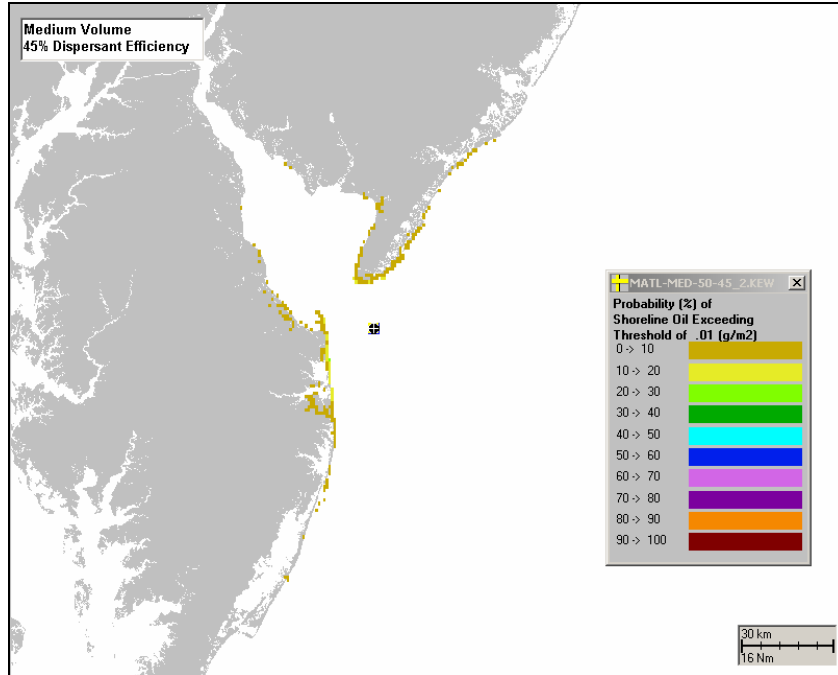 Medium Volume
45% Dispersant Efficiency
MATL-MED-50-45_2.KEW
Probability (%) of
Shoreline Oil Exceeding
Threshold of .01 (g/m2)
0 -> 10
10 -> 20
20 -> 30
30 -> 40
40 -> 50
50 -> 60
60 -> 70
70 -> 80
80 -> 90
90 -> 100
30 km
16 Nm